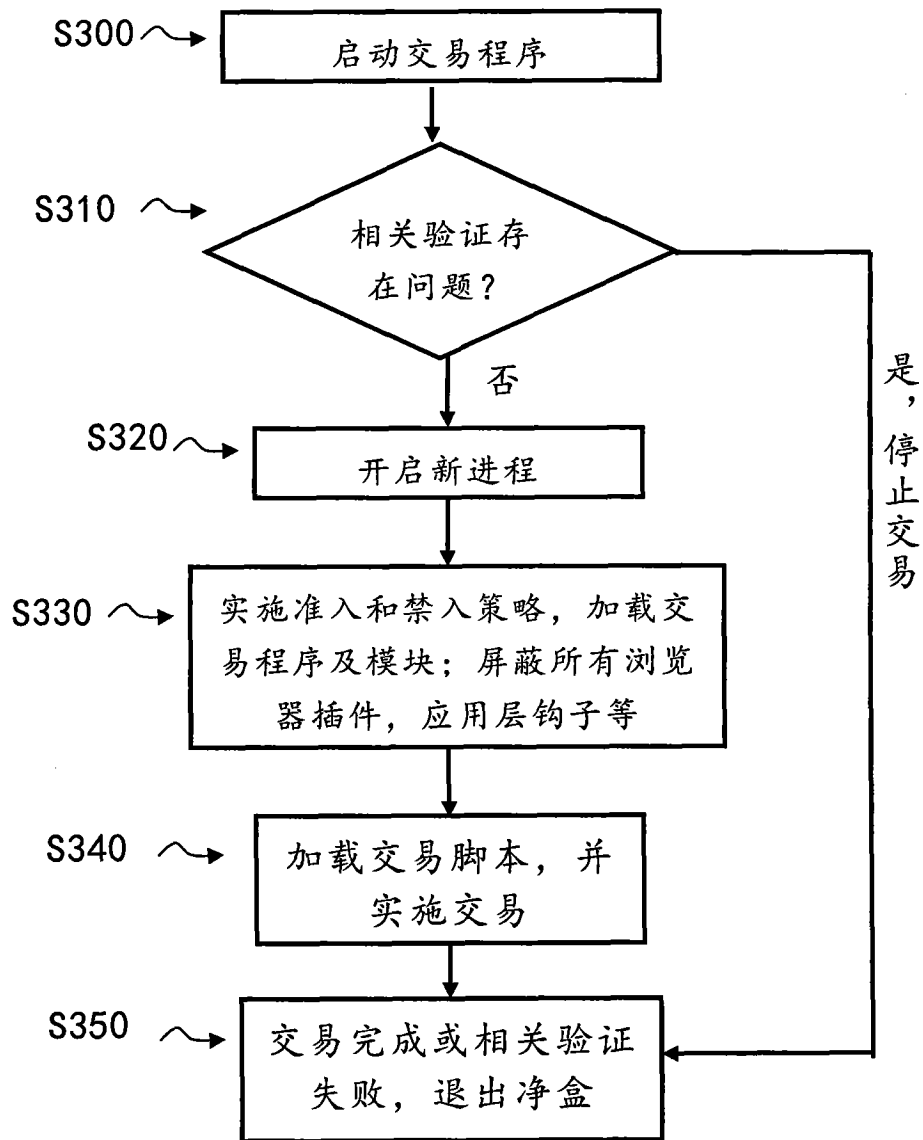 S300
启动交易程序
S310
相关验证存
在问题？
否
是，停止交易
S320
开启新进程
S330
实施准入和禁入策略，加载交
易程序及模块；屏蔽所有浏览
器插件，应用层钩子等
S340
加载交易脚本，并
实施交易
S350
交易完成或相关验证
失败，退出净盒